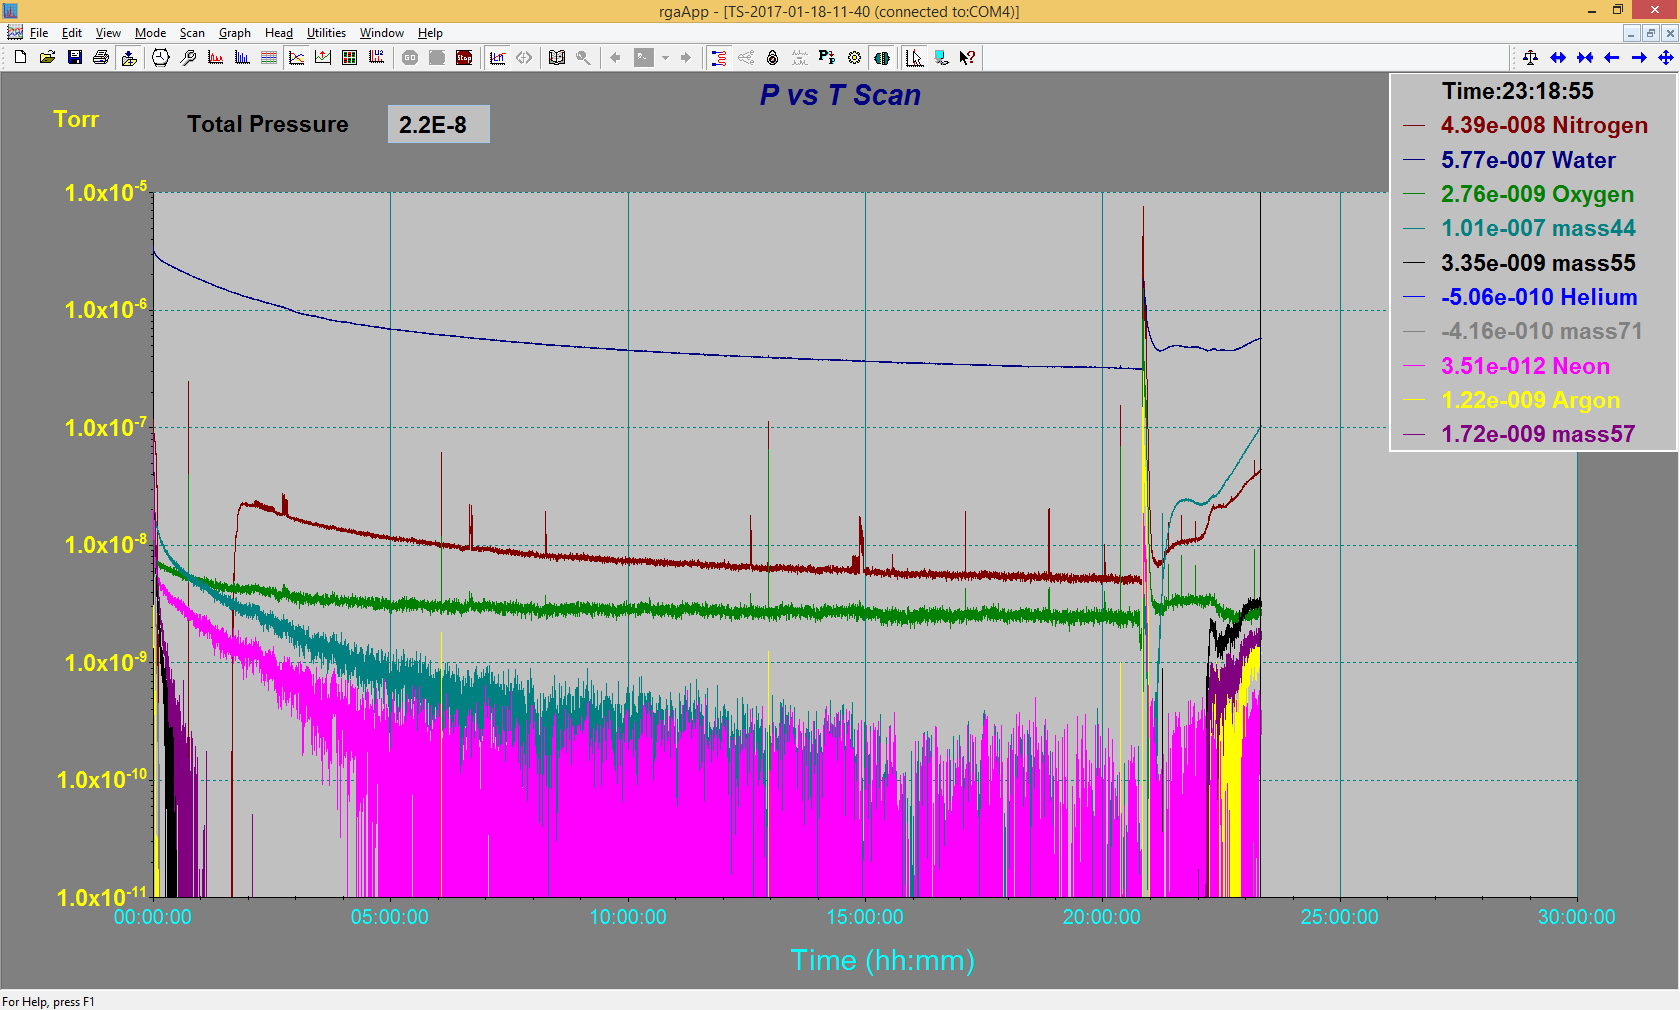 rgaApp - [TS-2017-01-18-11-40 (connected to:COM4)]
File Edit View Mode Scan Graph Head Utilities Window Help
GO Stop
P vs T Scan
Torr
Total Pressure 2.2E-8
Time:23:18:55
4.39e-008 Nitrogen
5.77e-007 Water
2.76e-009 Oxygen
1.01e-007 mass44
3.35e-009 mass55
-5.06e-010 Helium
-4.16e-010 mass71
3.51e-012 Neon
1.22e-009 Argon
1.72e-009 mass57
1.0x10-5
1.0x10-6
1.0x10-7
1.0x10-8
1.0x10-9
1.0x10-10
1.0x10-11
00:00:00 05:00:00 10:00:00 15:00:00 20:00:00 25:00:00 30:00:00
Time (hh:mm)
For Help, press F1